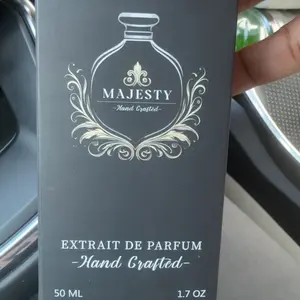 MAJESTY
-Hand Crafted-
EXTRAIT DE PARFUM
-Hand Crafted-
50 ML 1.7 OZ